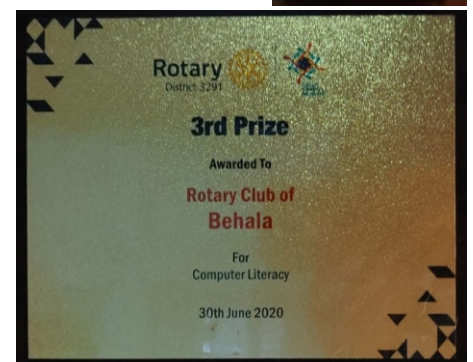 Rotary
District 3291
3rd Prize
Awarded To
Rotary Club of
Behala
For
Computer Literacy
30th June 2020